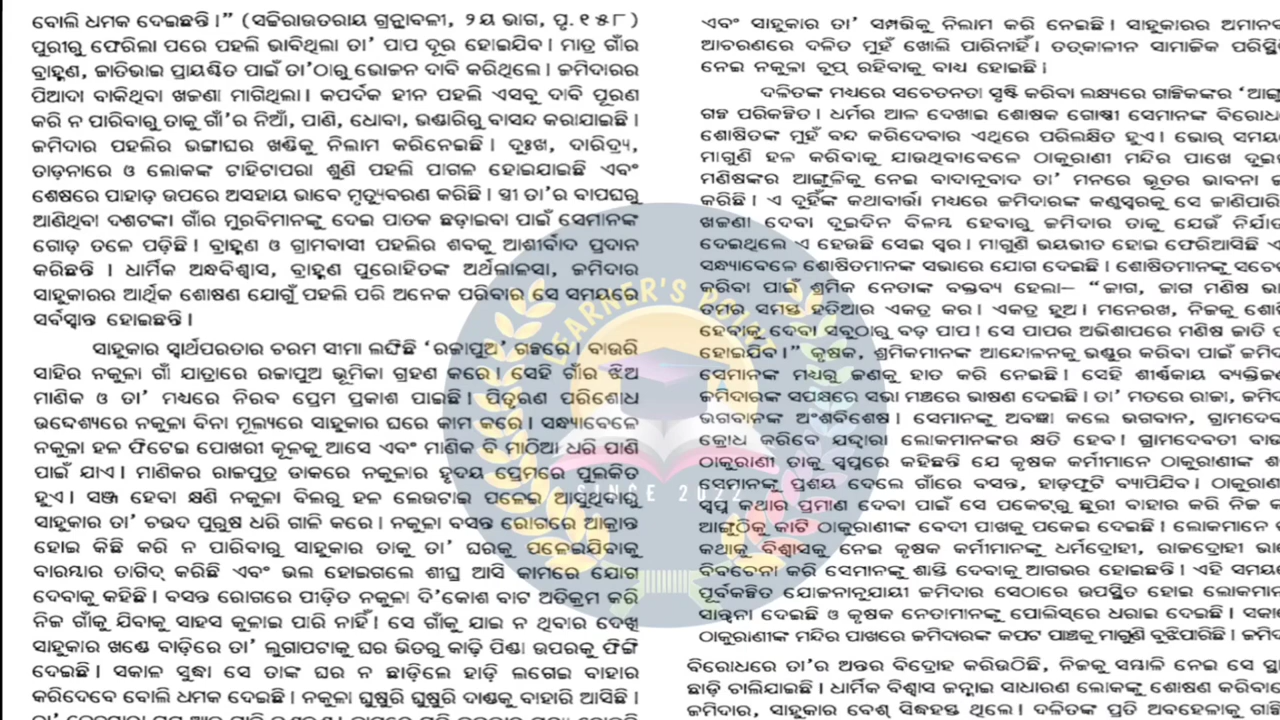 ବୋଲି ଧମକ ଦେଇଛନ୍ତି।" (ସଚ୍ଚିରାଉତରାୟ ଗ୍ରନ୍ଥାବଳୀ, ୨ୟ ଭାଗ, ପୃ.୧୫୮)
ପୁରୀରୁ ଫେରିଲା ପରେ ପହଲି ଭାବିଥିଲା ତା' ପାପ ଦୂର ହୋଇଯିବ। ମାତ୍ର ଗାଁର
ବ୍ରାହ୍ମଣ, ଜାତିଭାଇ ପ୍ରାୟଶ୍ଚିତ ପାଇଁ ତା'ଠାରୁ ଭୋଜନ ଦାବି କରିଥିଲେ। ଜମିଦାରର
ପିଆଦା ବାକିଥିବା ଖଜଣା ମାଗିଥିଲା। କପର୍ଦକ ହୀନ ପହଲି ଏସବୁ ଦାବି ପୂରଣ
କରି ନ ପାରିବାରୁ ତାକୁ ଗାଁ'ର ନିଆଁ, ପାଣି, ଧୋବା, ଭଣ୍ଡାରିରୁ ବାସନ୍ଦ କରାଯାଇଛି।
ଜମିଦାର ପହଲିର ଭଙ୍ଗାଘର ଖଣ୍ଡିକୁ ନିଲାମ କରିନେଇଛି। ଦୁଃଖ, ଦାରିଦ୍ର୍ୟ,
ତାଡ଼ନାରେ ଓ ଲୋକଙ୍କ ଟାହିଟାପରା ଶୁଣି ପହଲି ପାଗଳ ହୋଇଯାଇଛି ଏବଂ
ଶେଷରେ ପାହାଡ଼ ଉପରେ ଅସହାୟ ଭାବେ ମୃତ୍ୟୁବରଣ କରିଛି। ସ୍ତ୍ରୀ ତା'ର ବାପଘରୁ
ଆଣିଥିବା ଦଶଟଙ୍କା ଗାଁର ମୁରବିମାନଙ୍କୁ ଦେଇ ପାତକ ଛଡ଼ାଇବା ପାଇଁ ସେମାନଙ୍କ
ଗୋଡ଼ ତଳେ ପଡ଼ିଛି। ବ୍ରାହ୍ମଣ ଓ ଗ୍ରାମବାସୀ ପହଲିର ଶବକୁ ଆଶୀର୍ବାଦ ପ୍ରଦାନ
କରିଛନ୍ତି। ଧାର୍ମିକ ଅନ୍ଧବିଶ୍ୱାସ, ବ୍ରାହ୍ମଣ ପୁରୋହିତଙ୍କ ଅର୍ଥଲାଳସା, ଜମିଦାର
ସାହୁକାରର ଆର୍ଥିକ ଶୋଷଣ ଯୋଗୁଁ ପହଲି ପରି ଅନେକ ପରିବାର ସେ ସମୟରେ
ସର୍ବସ୍ୱାନ୍ତ ହୋଇଛନ୍ତି।
ସାହୁକାର ସ୍ୱାର୍ଥପରତାର ଚରମ ସୀମା ଲଙ୍ଘିଛି 'ରଜାପୁଅ' ଗଳ୍ପରେ। ବାଉରି
ସାହିର ନକୁଳା ଗାଁ ଯାତ୍ରାରେ ରଜାପୁଅ ଭୂମିକା ଗ୍ରହଣ କରେ। ସେହି ଗାଁର ଝିଅ
ମାଣିକ ଓ ତା' ମଧ୍ୟରେ ନିରବ ପ୍ରେମ ପ୍ରକାଶ ପାଇଛି। ପିତୃଋଣ ପରିଶୋଧ
ଉଦ୍ଦେଶ୍ୟରେ ନକୁଳା ବିନା ମୂଲ୍ୟରେ ସାହୁକାର ଘରେ କାମ କରେ। ସନ୍ଧ୍ୟାବେଳେ
ନକୁଳା ହଳ ଫିଟେଇ ପୋଖରୀ କୂଳକୁ ଆସେ ଏବଂ ମାଣିକ ଓ ମାଠିଆ ଧରି ପାଣି
ପାଇଁ ଯାଏ। ମାଣିକର ରାଜପୁତ୍ର ଡାକରେ ନକୁଳାର ହୃଦୟ ପ୍ରେମରେ ପୁଲକିତ
ହୁଏ। ସଞ୍ଜ ହେବା କ୍ଷଣି ନକୁଳା ବିଲରୁ ହଳ ଲେଉଟାଇ ପଳେଇ ଆସୁଥିବାରୁ
ସାହୁକାର ତା' ଚଉଦ ପୁରୁଷ ଧରି ଗାଳି କରେ। ନକୁଳା ବସନ୍ତ ରୋଗରେ ଆକ୍ରାନ୍ତ
ହୋଇ କିଛି କରି ନ ପାରିବାରୁ ସାହୁକାର ତାକୁ ତା' ଘରକୁ ପଳେଇଯିବାକୁ
ବାରମ୍ବାର ତାଗିଦ୍ କରିଛି ଏବଂ ଭଲ ହୋଇଗଲେ ଶୀଘ୍ର ଆସି କାମରେ ଯୋଗ
ଦେବାକୁ କହିଛି। ବସନ୍ତ ରୋଗରେ ପୀଡ଼ିତ ନକୁଳା ଦି'କୋଶ ବାଟ ଅତିକ୍ରମ କରି
ନିଜ ଗାଁକୁ ଯିବାକୁ ସାହସ କୁଳାଇ ପାରି ନାହିଁ। ସେ ଗାଁକୁ ଯାଇ ନ ଥିବାର ଦେଖି
ସାହୁକାର ଖଣ୍ଡେ ବାଡ଼ିରେ ତା' ଲୁଗାପଟାକୁ ଘର ଭିତରୁ କାଢ଼ି ପିଣ୍ଡା ଉପରକୁ ଫିଙ୍ଗି
ଦେଇଛି। ସକାଳ ସୁଦ୍ଧା ସେ ତାଙ୍କ ଘର ନ ଛାଡ଼ିଲେ ହାଡ଼ି ଲଗେଇ ବାହାର
କରିଦେବେ ବୋଲି ଧମକ ଦେଇଛି। ନକୁଳା ଘୁଷୁରି ଘୁଷୁରି ଦାଣ୍ଡକୁ ବାହାରି ଆସିଛି।
ଏବଂ ସାହୁକାର ତା' ସମ୍ପତ୍ତିକୁ ନିଲାମ କରି ନେଇଛି। ସାହୁକାରର
ଆଚରଣରେ ଦଳିତ ମୁହଁ ଖୋଲି ପାରିନାହିଁ। ତତ୍‌କାଳୀନ ସାମାଜିକ
ନେଇ ନକୁଳା ଚୁପ୍ ରହିବାକୁ ବାଧ୍ୟ ହୋଇଛି।
ଦଳିତଙ୍କ ମଧ୍ୟରେ ସଚେତନତା ସୃଷ୍ଟି କରିବା ଲକ୍ଷ୍ୟରେ ଗାଳ୍ପିକଙ୍କର
ଗଳ୍ପ ପରିକଳ୍ପିତ। ଧର୍ମର ଆଳ ଦେଖାଇ ଶୋଷକ ଗୋଷ୍ଠୀ ସେମାନଙ୍କ
ଶୋଷିତଙ୍କ ମୁହଁ ବନ୍ଦ କରିଦେବାର ଏଥିରେ ପରିଲକ୍ଷିତ ହୁଏ। ଭୋର୍
ମାଗୁଣି ହଳ କରିବାକୁ ଯାଉଥିବାବେଳେ ଠାକୁରାଣୀ ମନ୍ଦିର ପାଖେ
ମଣିଷଙ୍କର ଆଙ୍ଗୁଳିକୁ ନେଇ ବାଦାନୁବାଦ ତା' ମନରେ ଭୂତର ଭାବନା
କରିଛି। ଏ ଦୁହିଁଙ୍କ କଥାବାର୍ତ୍ତା ମଧ୍ୟରେ ଜମିଦାରଙ୍କ କଣ୍ଠସ୍ୱରକୁ ସେ
ଖଜଣା ଦେବା ଦୁଇଦିନ ବିଳମ୍ବ ହେବାରୁ ଜମିଦାର ତାକୁ ଯେଉଁ
ଦେଇଥିଲେ ଏ ହେଉଛି ସେଇ ସ୍ୱର। ମାଗୁଣି ଭୟଭୀତ ହୋଇ ଫେରିଆସିଛି
ସନ୍ଧ୍ୟାବେଳେ ଶୋଷିତମାନଙ୍କ ସଭାରେ ଯୋଗ ଦେଇଛି। ଶୋଷିତମାନଙ୍କୁ
କରିବା ପାଇଁ ଶ୍ରମିକ ନେତାଙ୍କ ବକ୍ତବ୍ୟ ହେଲା– "ଜାଗ, ଜାଗ ମଣିଷ
ତମର ସମସ୍ତ ହତିଆର ଏକତ୍ର କର। ଏକତ୍ର ହୁଅ। ମନେରଖ, ନିଜକୁ
ହେବାକୁ ଦେବା ସବୁଠାରୁ ବଡ଼ ପାପ। ସେ ପାପର ଅଭିଶାପରେ ମଣିଷ ଜାତି
ହୋଇଯିବ।" କୃଷକ, ଶ୍ରମିକମାନଙ୍କ ଆନ୍ଦୋଳନକୁ ଭଣ୍ଡୁର କରିବା ପାଇଁ
ସେମାନଙ୍କ ମଧ୍ୟରୁ ଜଣକୁ ହାତ କରି ନେଇଛି। ସେହି ଶୀର୍ଣ୍ଣକାୟ
ଜମିଦାରଙ୍କ ସପକ୍ଷରେ ସଭା ମଞ୍ଚରେ ଭାଷଣ ଦେଇଛି। ତା' ମତରେ ରାଜା,
ଭଗବାନଙ୍କ ଅଂଶବିଶେଷ। ସେମାନଙ୍କୁ ଅବଜ୍ଞା କଲେ ଭଗବାନ,
କ୍ରୋଧ କରିବେ ଯଦ୍ଦ୍ୱାରା ଲୋକମାନଙ୍କର କ୍ଷତି ହେବ। ଗ୍ରାମଦେବତୀ
ଠାକୁରାଣୀ ତାକୁ ସ୍ୱପ୍ନରେ କହିଛନ୍ତି ଯେ କୃଷକ କର୍ମୀମାନେ ଠାକୁରାଣୀଙ୍କ
ସେମାନଙ୍କୁ ପ୍ରଶୟ ଦେଲେ ଗାଁରେ ବସନ୍ତ, ହାଡ଼ଫୁଟି ବ୍ୟାପିଯିବ।
ସ୍ୱପ୍ନ କଥାର ପ୍ରମାଣ ଦେବା ପାଇଁ ସେ ପକେଟ୍‌ରୁ ଛୁରୀ ବାହାର କରି ନିଜ
ଆଙ୍ଗୁଠିକୁ କାଟି ଠାକୁରାଣୀଙ୍କ ବେଦୀ ପାଖକୁ ପକେଇ ଦେଇଛି। ଲୋକମାନେ
କଥାକୁ ବିଶ୍ୱାସକୁ ନେଇ କୃଷକ କର୍ମୀମାନଙ୍କୁ ଧର୍ମଦ୍ରୋହୀ, ରାଜଦ୍ରୋହୀ
ବିବେଚନା କରି ସେମାନଙ୍କୁ ଶାସ୍ତି ଦେବାକୁ ଆଗଭର ହୋଇଛନ୍ତି। ଏହି
ପୂର୍ବକଳ୍ପିତ ଯୋଜନାନୁଯାୟୀ ଜମିଦାର ସେଠାରେ ଉପସ୍ଥିତ ହୋଇ
ସାନ୍ତ୍ୱନା ଦେଇଛି ଓ କୃଷକ ନେତାମାନଙ୍କୁ ପୋଲିସ୍‌ରେ ଧରାଇ ଦେଇଛି।
ଠାକୁରାଣୀଙ୍କ ମନ୍ଦିର ପାଖରେ ଜମିଦାରଙ୍କ କପଟ ପାଞ୍ଚକୁ ମାଗୁଣି ବୁଝିପାରିଛି।
ବିରୋଧରେ ତା'ର ଅନ୍ତର ବିଦ୍ରୋହ କରିଉଠିଛି, ନିଜକୁ ସମ୍ଭାଳି ନେଇ ସେ
ଛାଡ଼ି ଚାଲିଯାଇଛି। ଧାର୍ମିକ ବିଶ୍ୱାସ ଜନ୍ମାଇ ସାଧାରଣ ଲୋକଙ୍କୁ ଶୋଷଣ
ଜମିଦାର, ସାହୁକାର ବେଶ୍ ସିଦ୍ଧହସ୍ତ ଥିଲେ। ଦଳିତଙ୍କ ପ୍ରତି ଅବହେଳାକୁ
LEARNER'S POINT
SINCE 2022